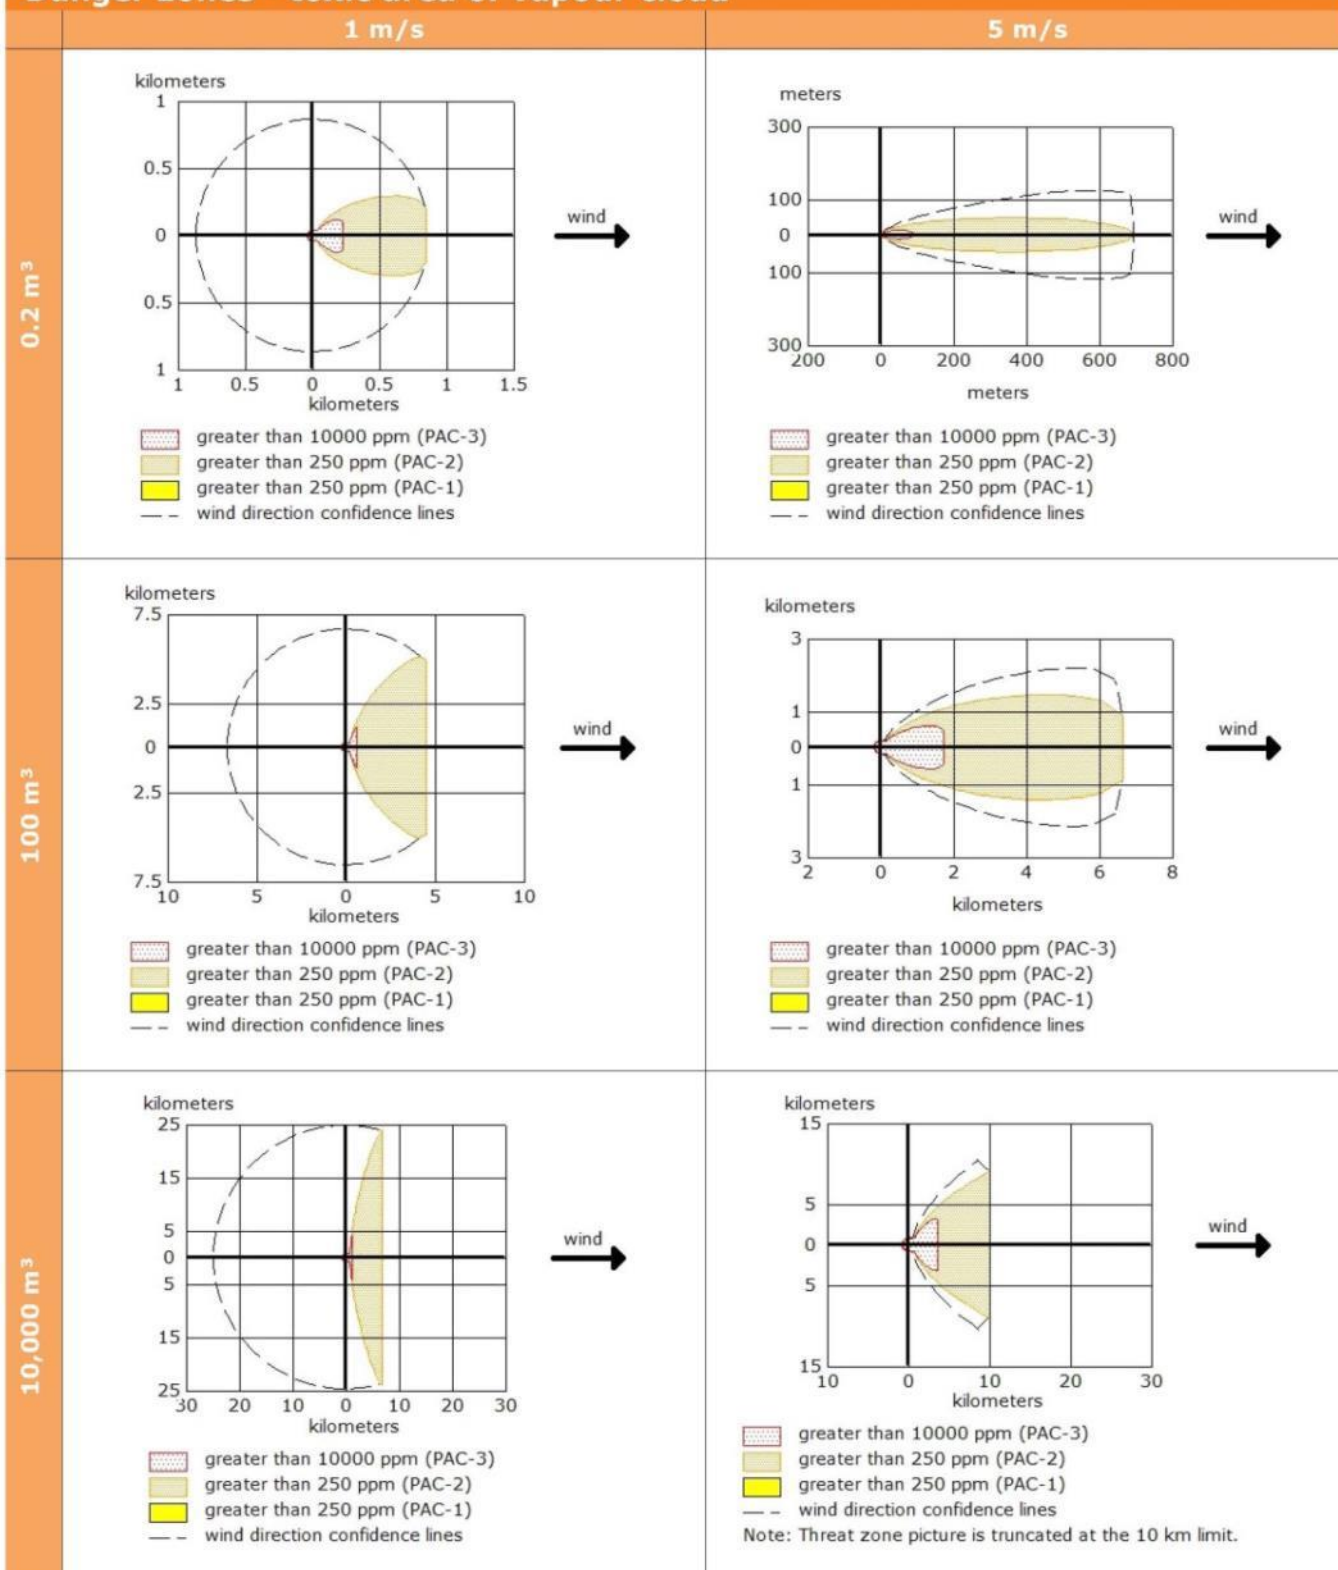 1 m/s
5 m/s
0.2 m³
kilometers
1
0.5
0
0.5
1
1
0.5
0
0.5
1
1.5
kilometers
wind
greater than 10000 ppm (PAC-3)
greater than 250 ppm (PAC-2)
greater than 250 ppm (PAC-1)
wind direction confidence lines
meters
300
100
0
100
300
200
0
200
400
600
800
meters
wind
greater than 10000 ppm (PAC-3)
greater than 250 ppm (PAC-2)
greater than 250 ppm (PAC-1)
wind direction confidence lines
100 m³
kilometers
7.5
2.5
0
2.5
7.5
10
5
0
5
10
kilometers
wind
greater than 10000 ppm (PAC-3)
greater than 250 ppm (PAC-2)
greater than 250 ppm (PAC-1)
wind direction confidence lines
kilometers
3
1
0
1
3
2
0
2
4
6
8
kilometers
wind
greater than 10000 ppm (PAC-3)
greater than 250 ppm (PAC-2)
greater than 250 ppm (PAC-1)
wind direction confidence lines
10,000 m³
kilometers
25
15
5
0
5
15
25
30
20
10
0
10
20
30
kilometers
wind
greater than 10000 ppm (PAC-3)
greater than 250 ppm (PAC-2)
greater than 250 ppm (PAC-1)
wind direction confidence lines
kilometers
15
5
0
5
15
10
0
10
20
30
kilometers
wind
greater than 10000 ppm (PAC-3)
greater than 250 ppm (PAC-2)
greater than 250 ppm (PAC-1)
wind direction confidence lines
Note: Threat zone picture is truncated at the 10 km limit.